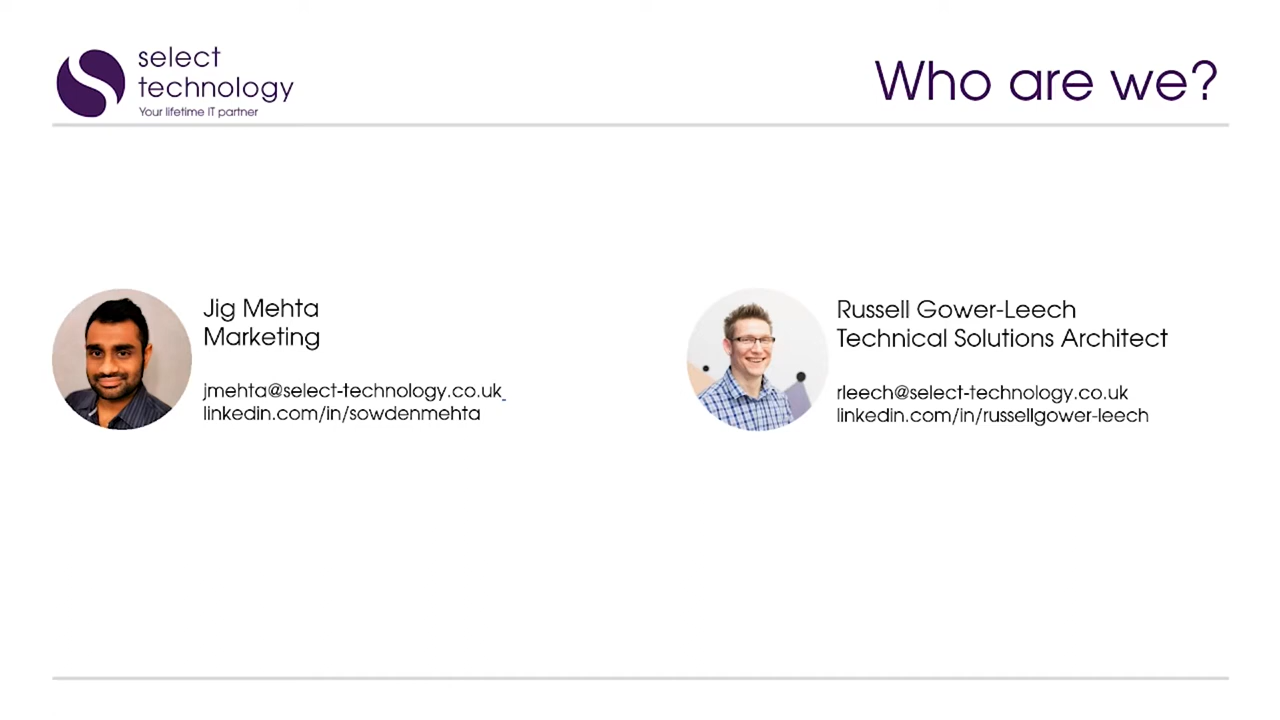 select
technology
Your lifetime IT partner
Who are we?
Jig Mehta
Marketing
jmehta@select-technology.co.uk
linkedin.com/in/sowdenmehta
Russell Gower-Leech
Technical Solutions Architect
rleech@select-technology.co.uk
linkedin.com/in/russellgower-leech